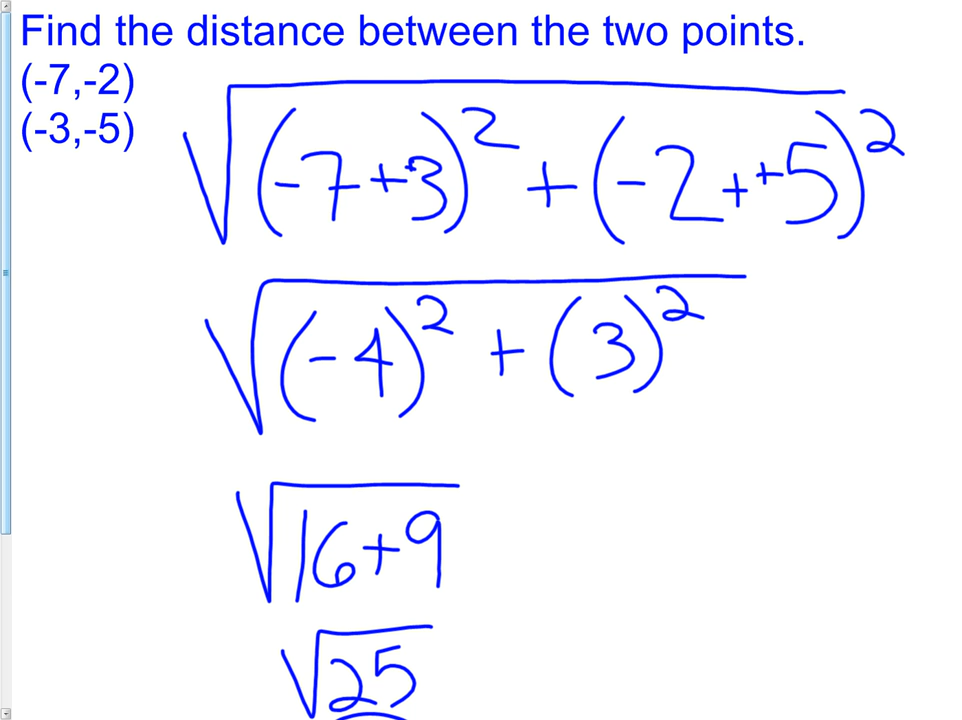 Find the distance between the two points.
(-7,-2)
(-3,-5)
√(-7+3)² + (-2++5)²
√(-4)² + (3)²
√16+9
√25